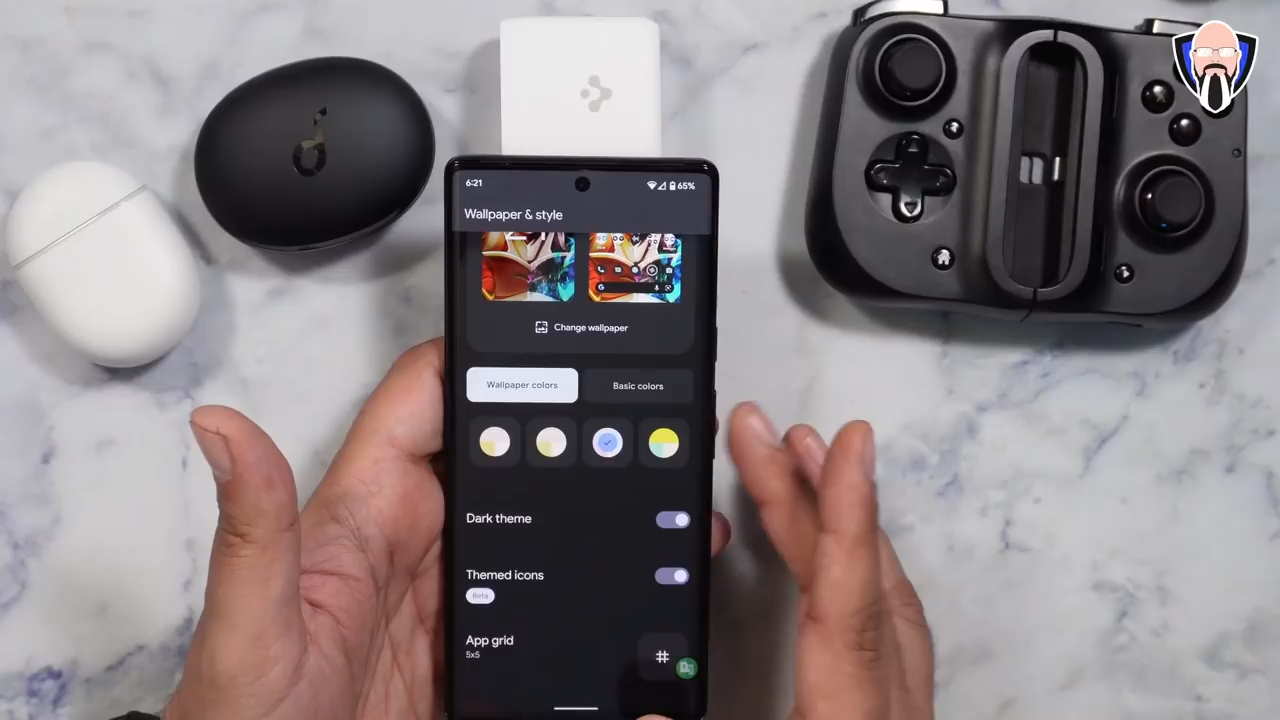 6:21
65%
Wallpaper & style
Change wallpaper
Wallpaper colors
Basic colors
Dark theme
Themed icons
Beta
App grid
5x5